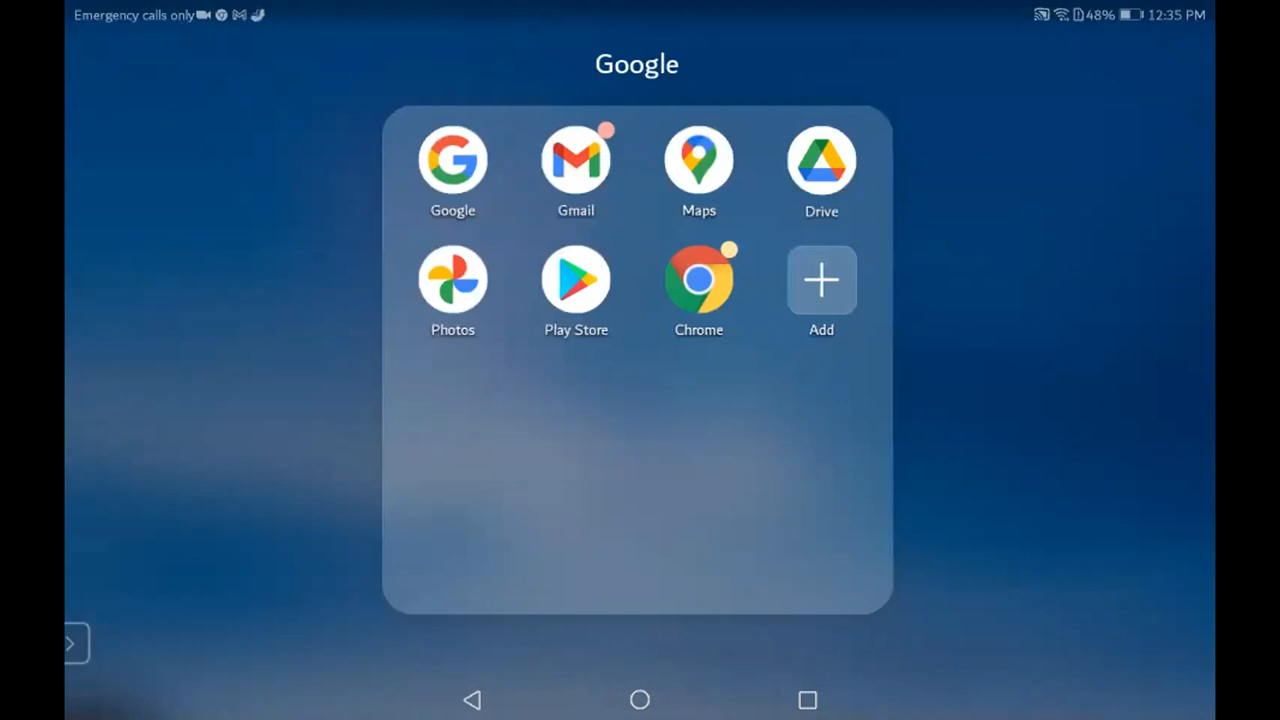 Emergency calls only
48% 12:35 PM
Google
Google Gmail Maps Drive
Photos Play Store Chrome Add